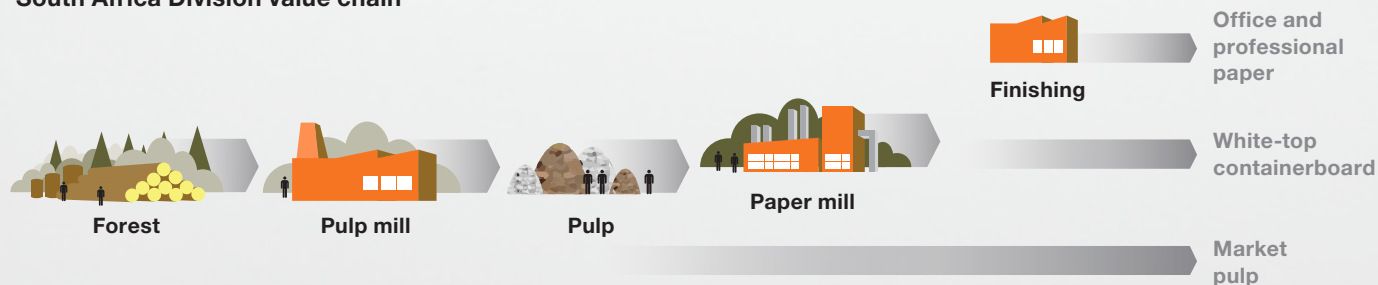 South Africa Division value chain
Office and
professional
paper
Finishing
White-top
containerboard
Paper mill
Forest
Pulp mill
Pulp
Market
pulp